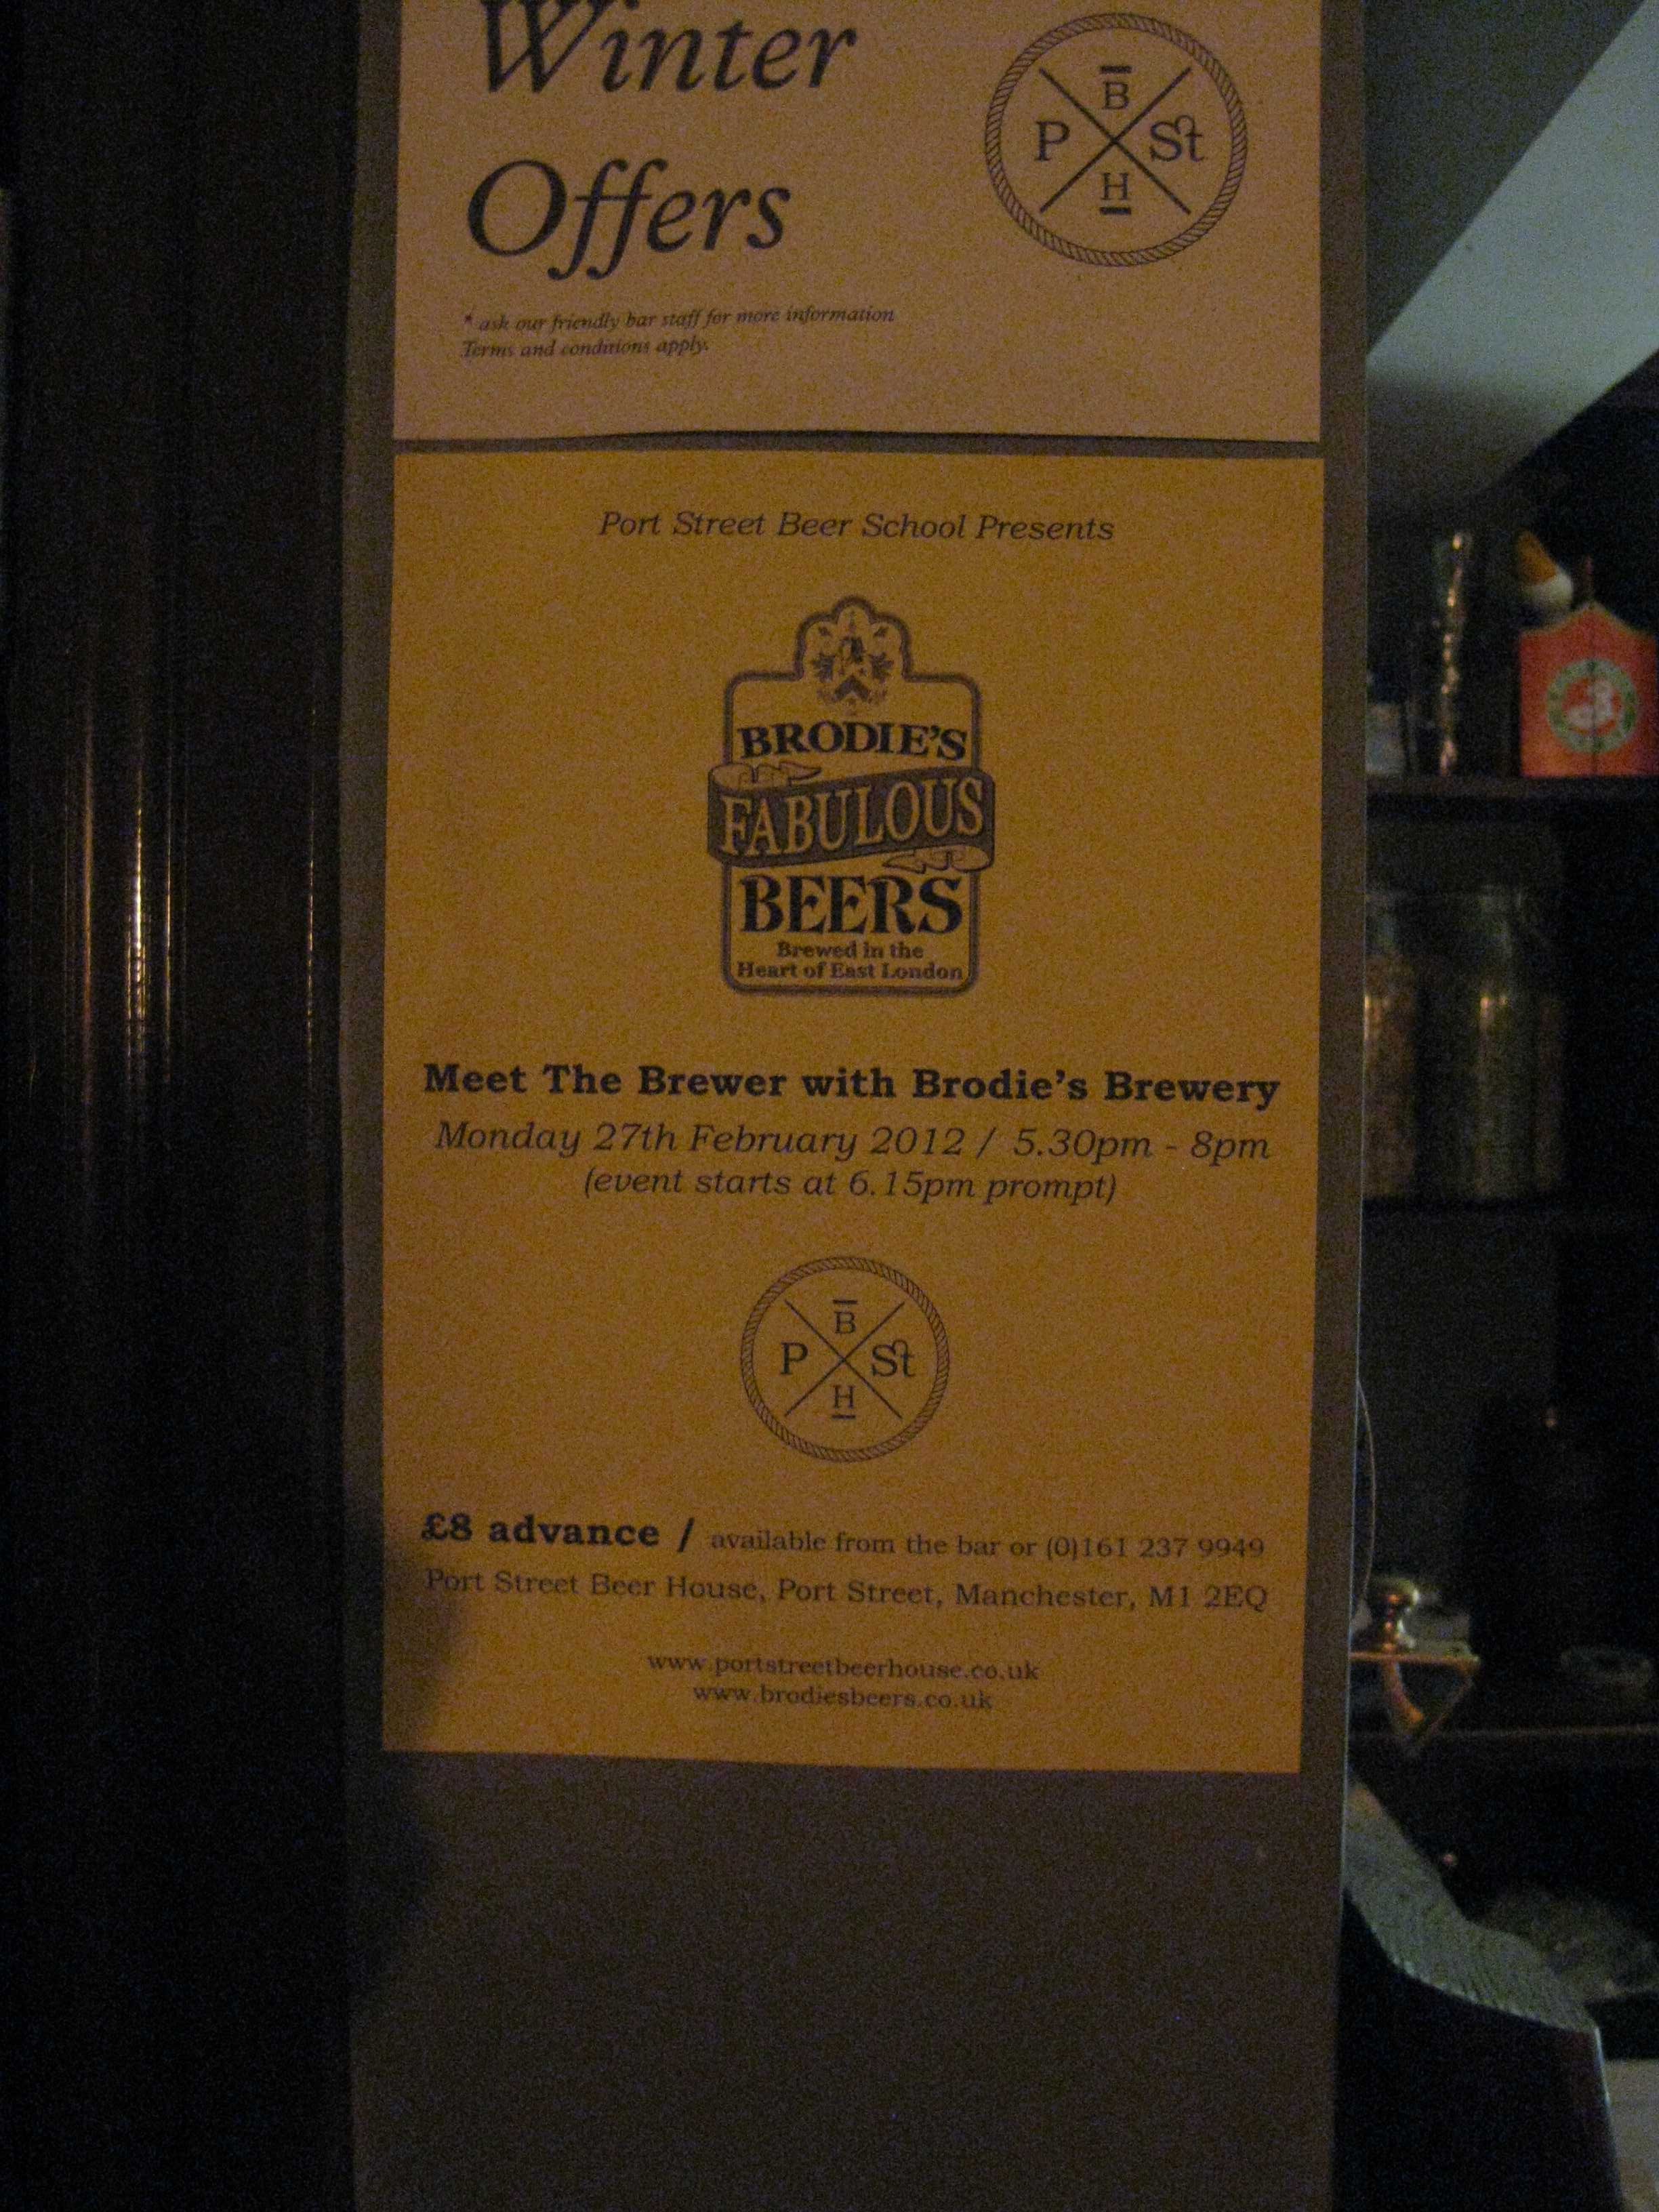 Winter
Offers
B
P St
H
* ask our friendly bar staff for more information
Terms and conditions apply.
Port Street Beer School Presents
BRODIE'S
FABULOUS
BEERS
Brewed in the
Heart of East London
Meet The Brewer with Brodie's Brewery
Monday 27th February 2012 / 5.30pm - 8pm
(event starts at 6.15pm prompt)
B
P St
H
£8 advance / available from the bar or (0)161 237 9949
Port Street Beer House, Port Street, Manchester, M1 2EQ
www.portstreetbeerhouse.co.uk
www.brodiesbeers.co.uk